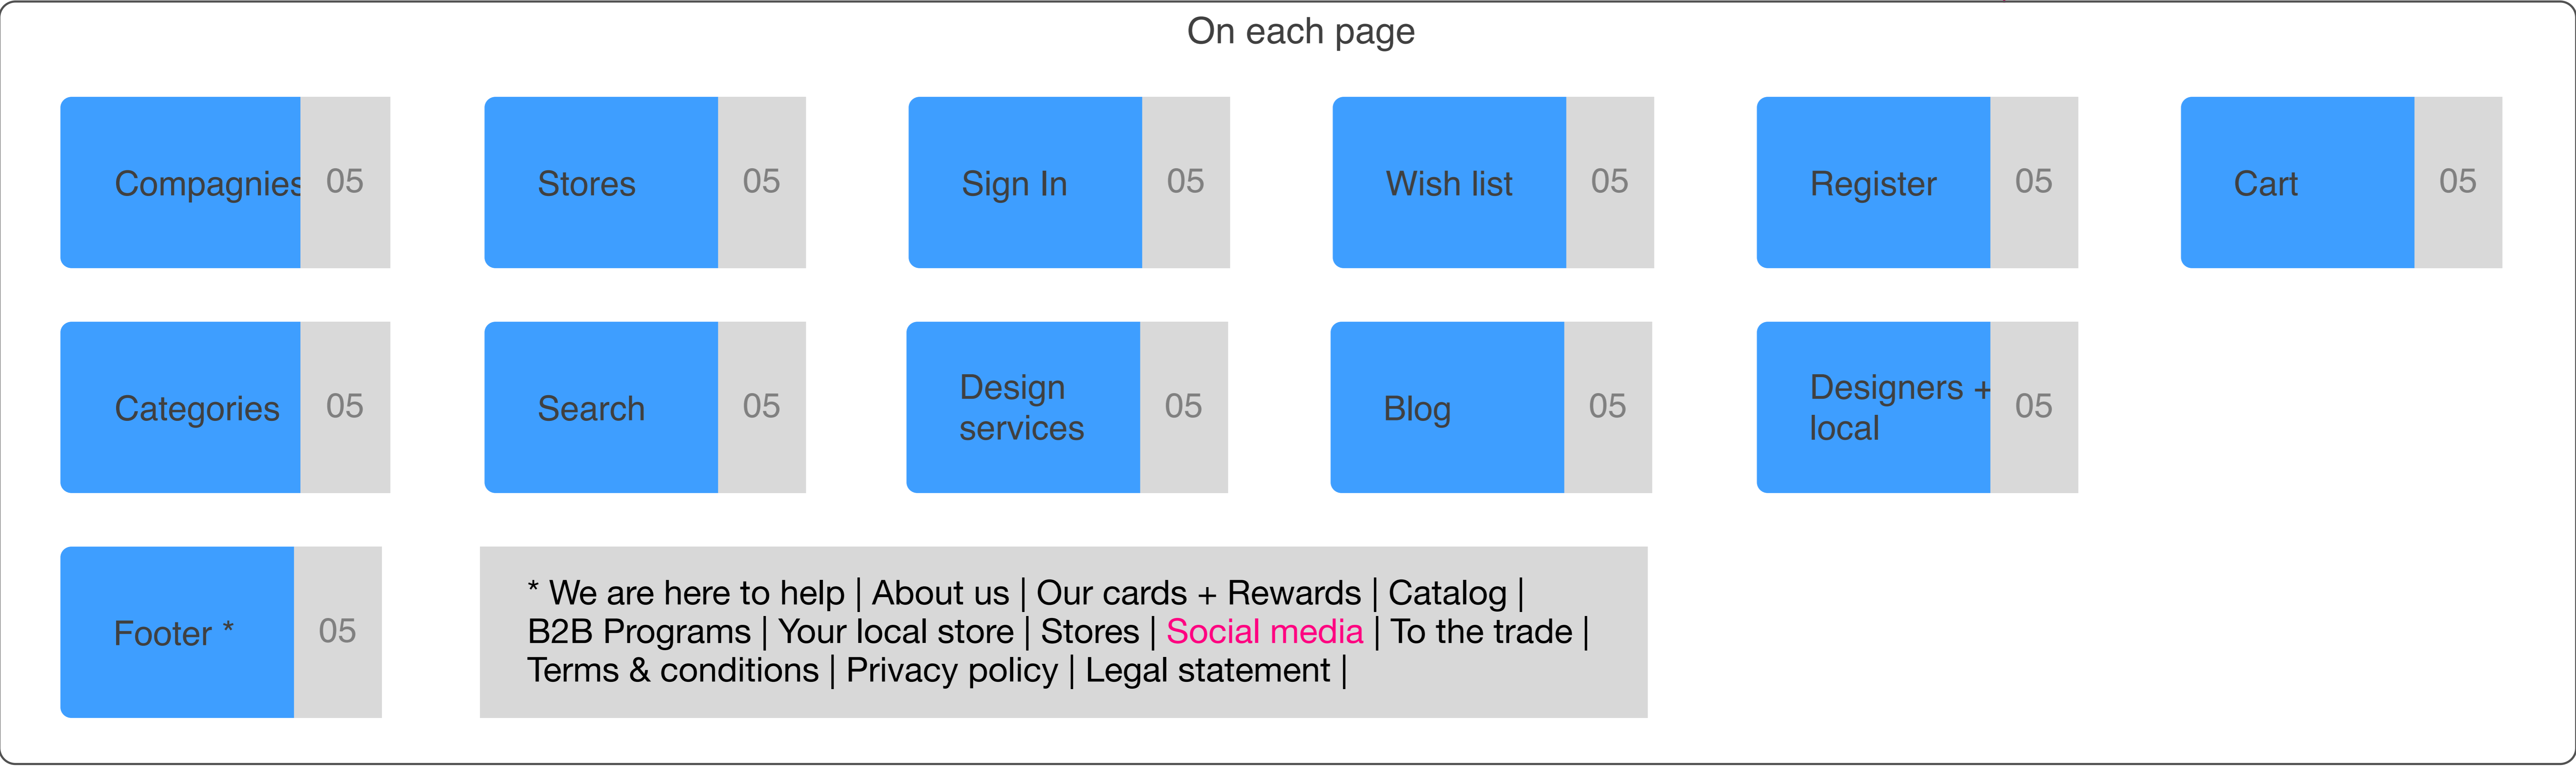 On each page
Compagnies 05
Stores 05
Sign In 05
Wish list 05
Register 05
Cart 05
Categories 05
Search 05
Design
services 05
Blog 05
Designers +
local 05
Footer * 05
* We are here to help | About us | Our cards + Rewards | Catalog |
B2B Programs | Your local store | Stores | Social media | To the trade |
Terms & conditions | Privacy policy | Legal statement |